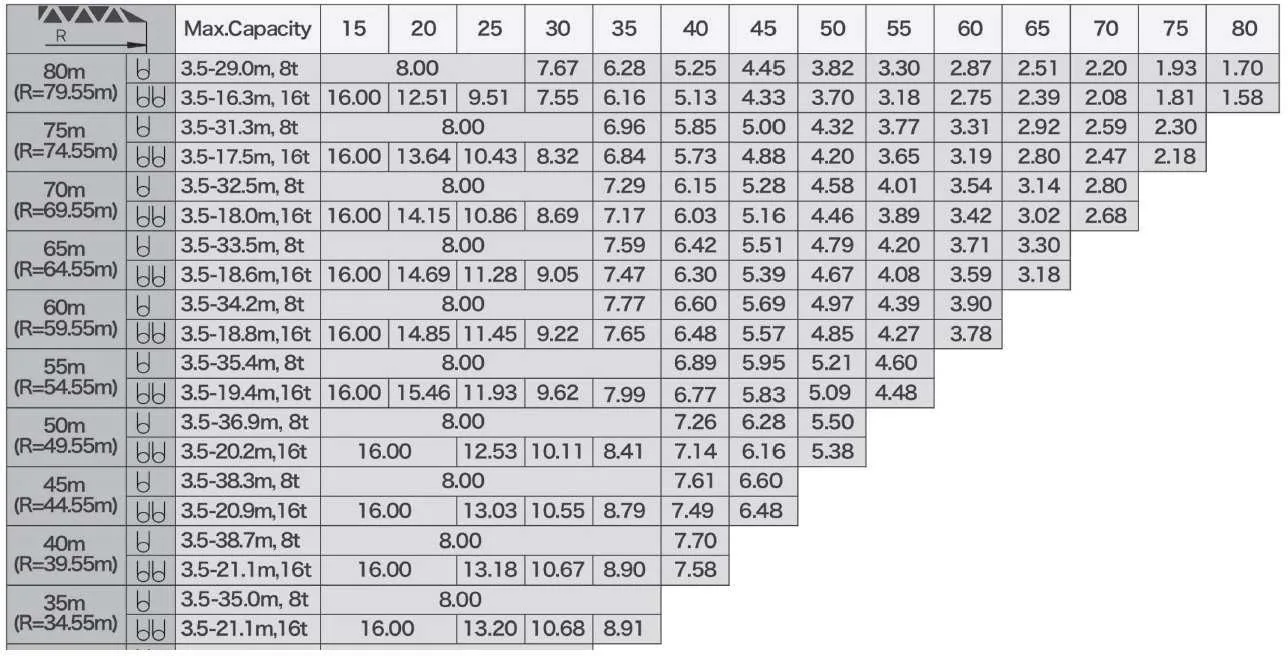 R Max.Capacity 15 20 25 30 35 40 45 50 55 60 65 70 75 80
80m 3.5-29.0m, 8t 8.00 7.67 6.28 5.25 4.45 3.82 3.30 2.87 2.51 2.20 1.93 1.70
(R=79.55m) 3.5-16.3m, 16t 16.00 12.51 9.51 7.55 6.16 5.13 4.33 3.70 3.18 2.75 2.39 2.08 1.81 1.58
75m 3.5-31.3m, 8t 8.00 6.96 5.85 5.00 4.32 3.77 3.31 2.92 2.59 2.30
(R=74.55m) 3.5-17.5m, 16t 16.00 13.64 10.43 8.32 6.84 5.73 4.88 4.20 3.65 3.19 2.80 2.47 2.18
70m 3.5-32.5m, 8t 8.00 7.29 6.15 5.28 4.58 4.01 3.54 3.14 2.80
(R=69.55m) 3.5-18.0m,16t 16.00 14.15 10.86 8.69 7.17 6.03 5.16 4.46 3.89 3.42 3.02 2.68
65m 3.5-33.5m, 8t 8.00 7.59 6.42 5.51 4.79 4.20 3.71 3.30
(R=64.55m) 3.5-18.6m,16t 16.00 14.69 11.28 9.05 7.47 6.30 5.39 4.67 4.08 3.59 3.18
60m 3.5-34.2m, 8t 8.00 7.77 6.60 5.69 4.97 4.39 3.90
(R=59.55m) 3.5-18.8m,16t 16.00 14.85 11.45 9.22 7.65 6.48 5.57 4.85 4.27 3.78
55m 3.5-35.4m, 8t 8.00 6.89 5.95 5.21 4.60
(R=54.55m) 3.5-19.4m,16t 16.00 15.46 11.93 9.62 7.99 6.77 5.83 5.09 4.48
50m 3.5-36.9m, 8t 8.00 7.26 6.28 5.50
(R=49.55m) 3.5-20.2m,16t 16.00 12.53 10.11 8.41 7.14 6.16 5.38
45m 3.5-38.3m, 8t 8.00 7.61 6.60
(R=44.55m) 3.5-20.9m,16t 16.00 13.03 10.55 8.79 7.49 6.48
40m 3.5-38.7m, 8t 8.00 7.70
(R=39.55m) 3.5-21.1m,16t 16.00 13.18 10.67 8.90 7.58
35m 3.5-35.0m, 8t 8.00
(R=34.55m) 3.5-21.1m,16t 16.00 13.20 10.68 8.91